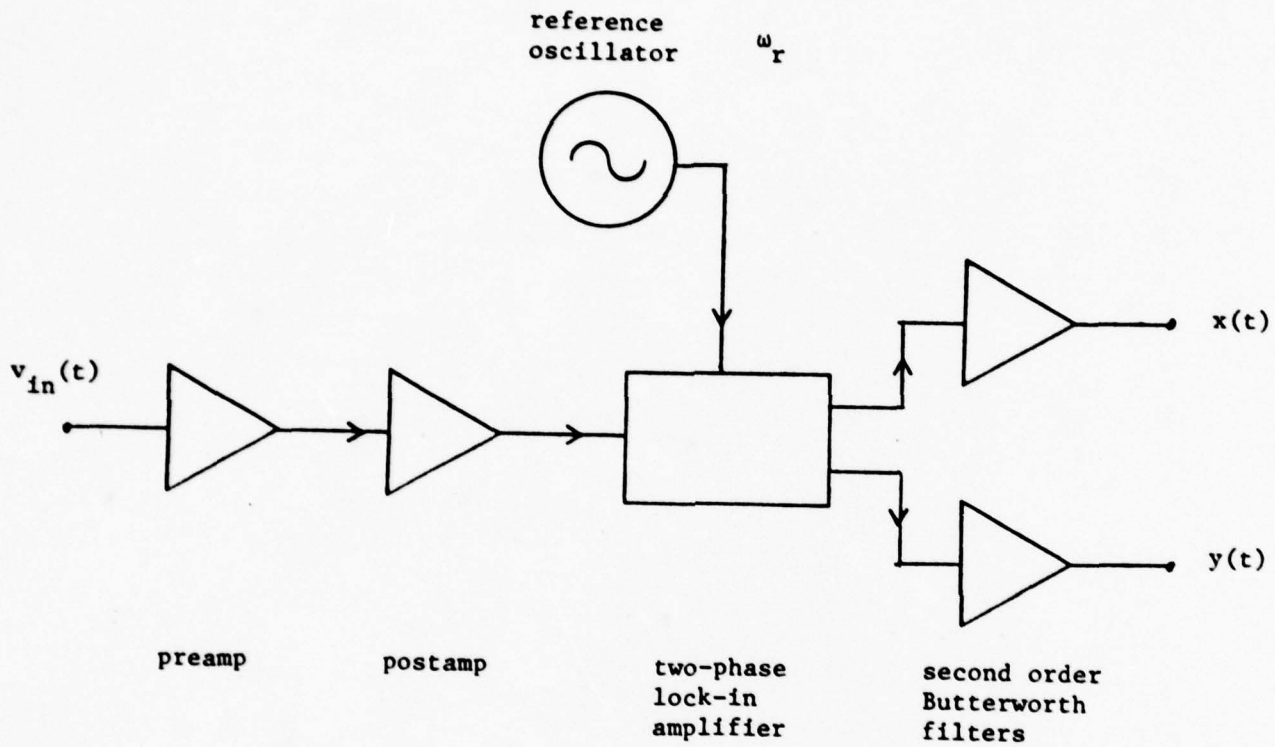 reference
oscillator
ω_r
v_in(t)
x(t)
y(t)
preamp
postamp
two-phase
lock-in
amplifier
second order
Butterworth
filters